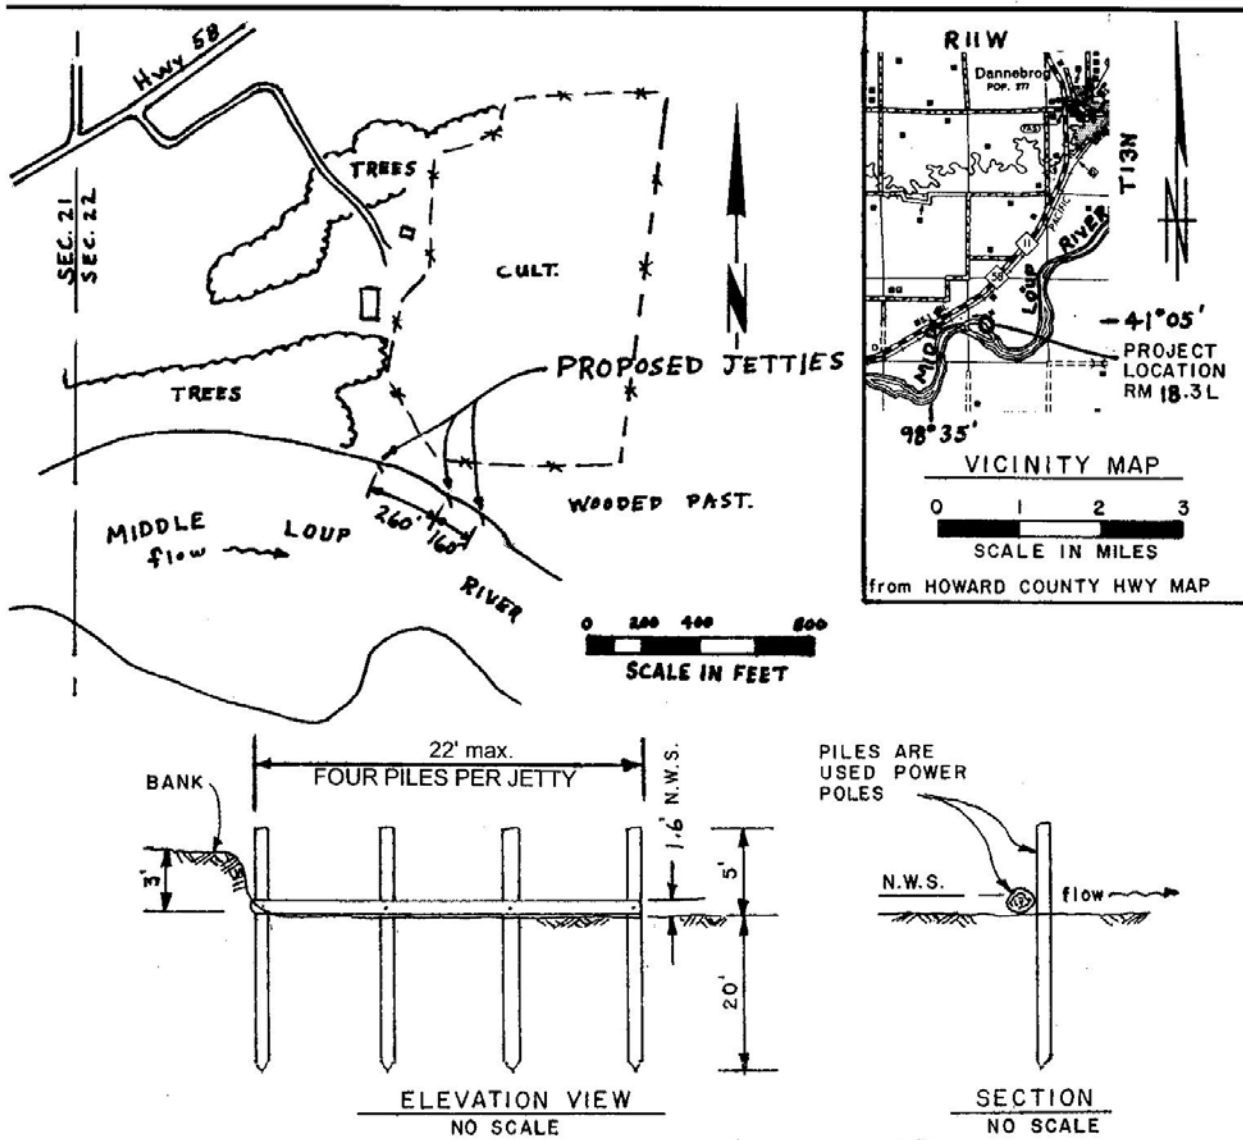 Hwy 58
SEC. 21
SEC. 22
TREES
CULT.
PROPOSED JETTIES
TREES
WOODED PAST.
260'
160'
MIDDLE LOUP RIVER
flow
0 200 400 800
SCALE IN FEET
R11W
Dannebrog
POP. 377
T13N
PACIFIC
11
58
MIDDLE LOUP RIVER
41°05'
PROJECT
LOCATION
RM 18.3L
98°35'
VICINITY MAP
0 1 2 3
SCALE IN MILES
from HOWARD COUNTY HWY MAP
22' max.
FOUR PILES PER JETTY
BANK
3'
1.6' N.W.S.
5'
20'
ELEVATION VIEW
NO SCALE
PILES ARE
USED POWER
POLES
N.W.S.
flow
SECTION
NO SCALE